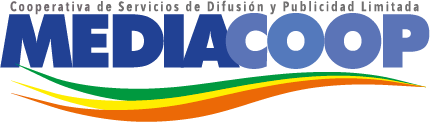 Cooperativa de Servicios de Difusión y Publicidad Limitada
MEDIACOOP